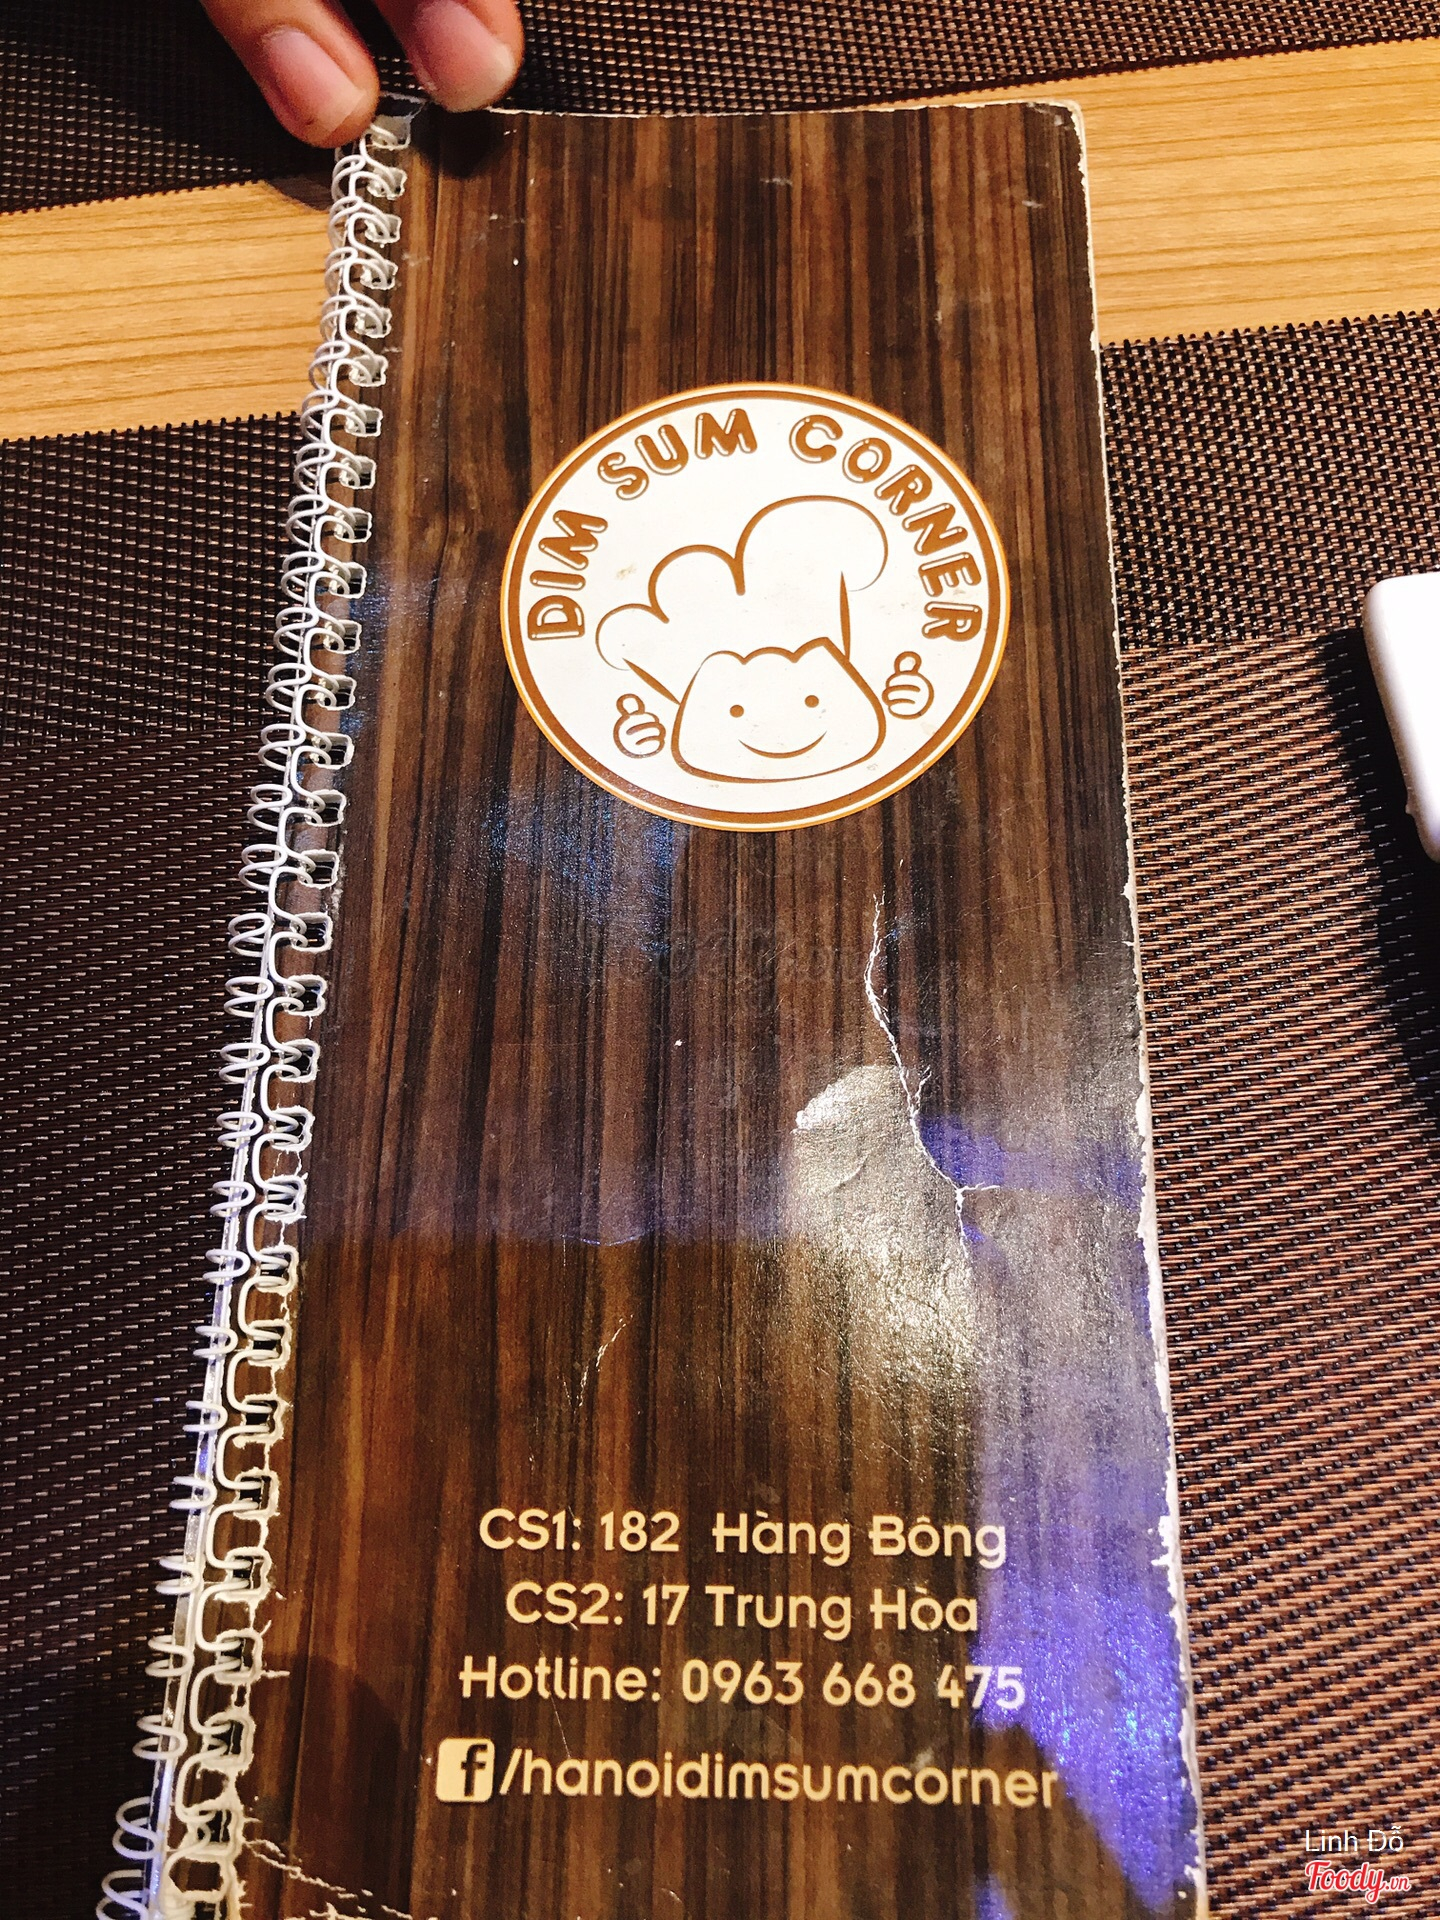 DIM SUM CORNER
CS1: 182 Hàng Bông
CS2: 17 Trung Hòa
Hotline: 0963 668 475
f/hanoidimsumcorner
Linh Đỗ
Foody.vn